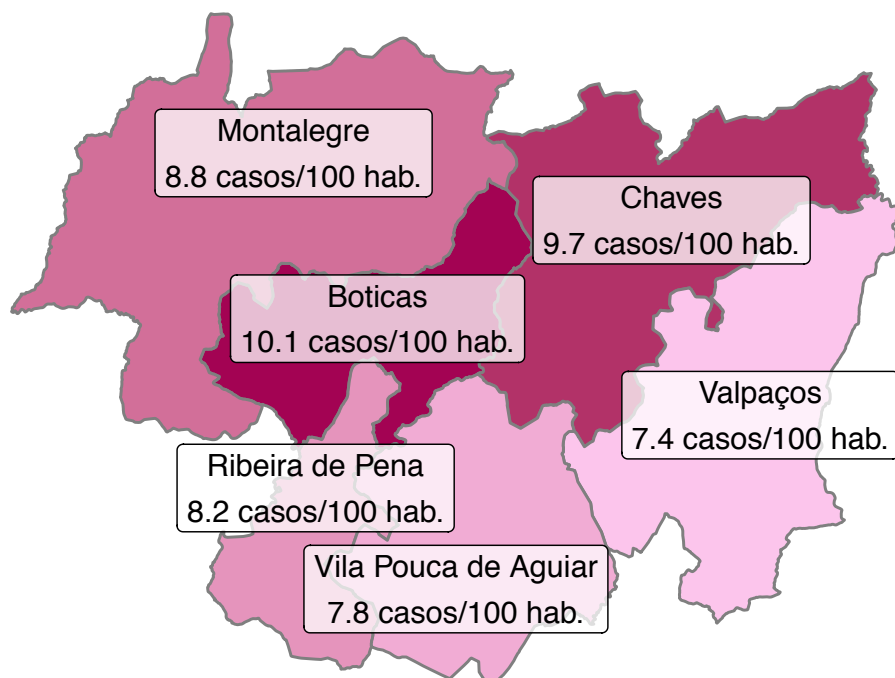 Montalegre
8.8 casos/100 hab.
Chaves
9.7 casos/100 hab.
Boticas
10.1 casos/100 hab.
Valpaços
7.4 casos/100 hab.
Ribeira de Pena
8.2 casos/100 hab.
Vila Pouca de Aguiar
7.8 casos/100 hab.